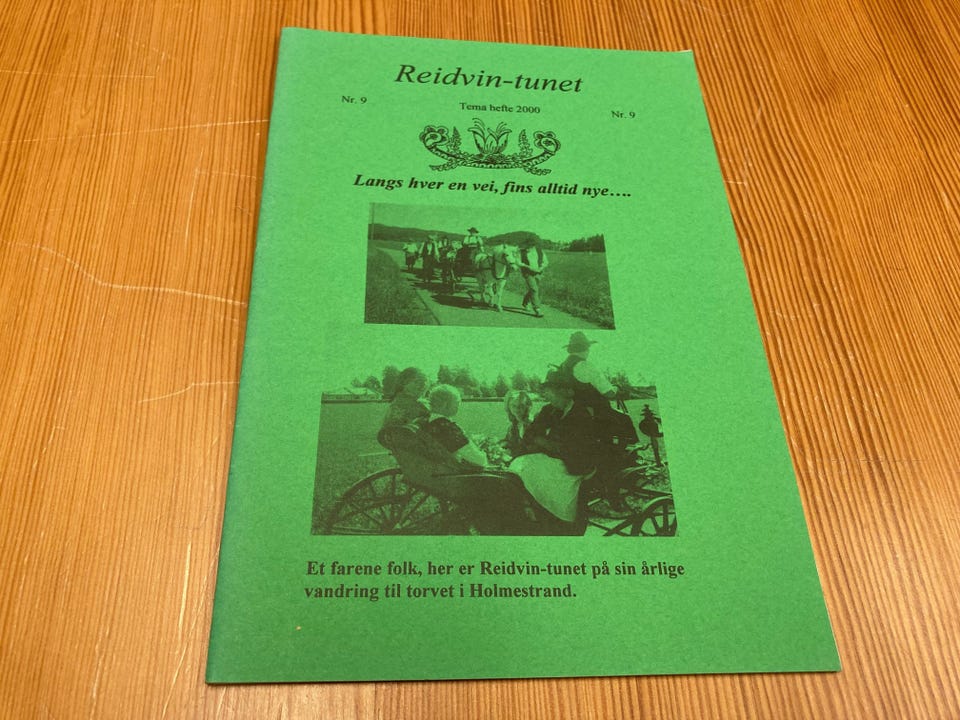 Reidvin-tunet
Nr. 9 Tema hefte 2000 Nr. 9
Langs hver en vei, fins alltid nye….
Et farene folk, her er Reidvin-tunet på sin årlige
vandring til torvet i Holmestrand.